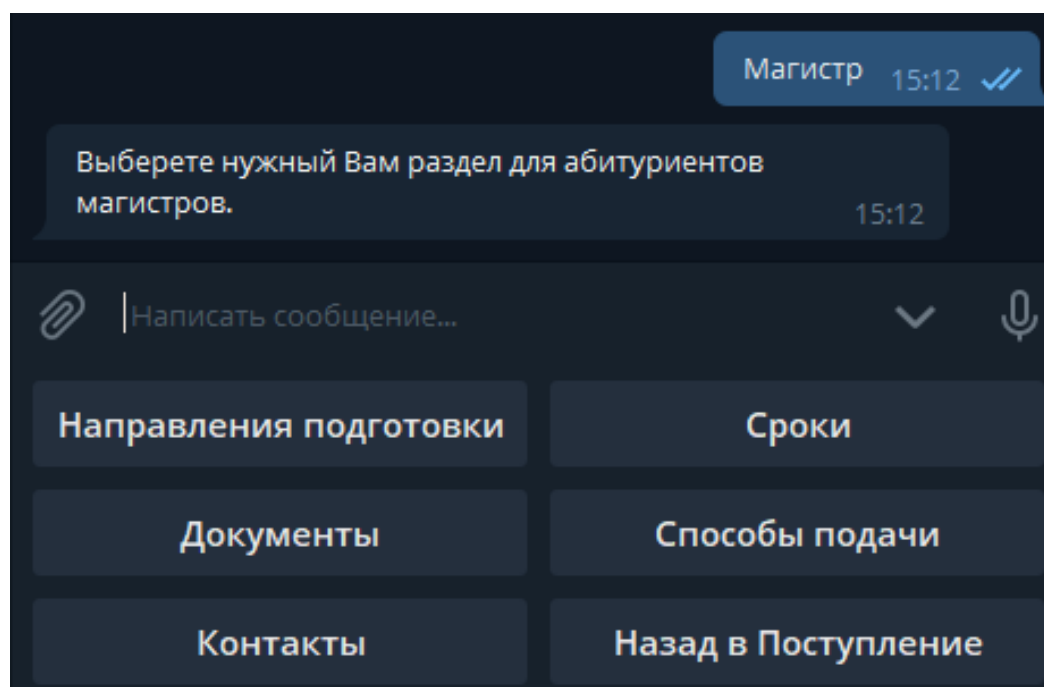 Магистр 15:12
Выберете нужный Вам раздел для абитуриентов
магистров. 15:12
Написать сообщение...
Направления подготовки Сроки
Документы Способы подачи
Контакты Назад в Поступление